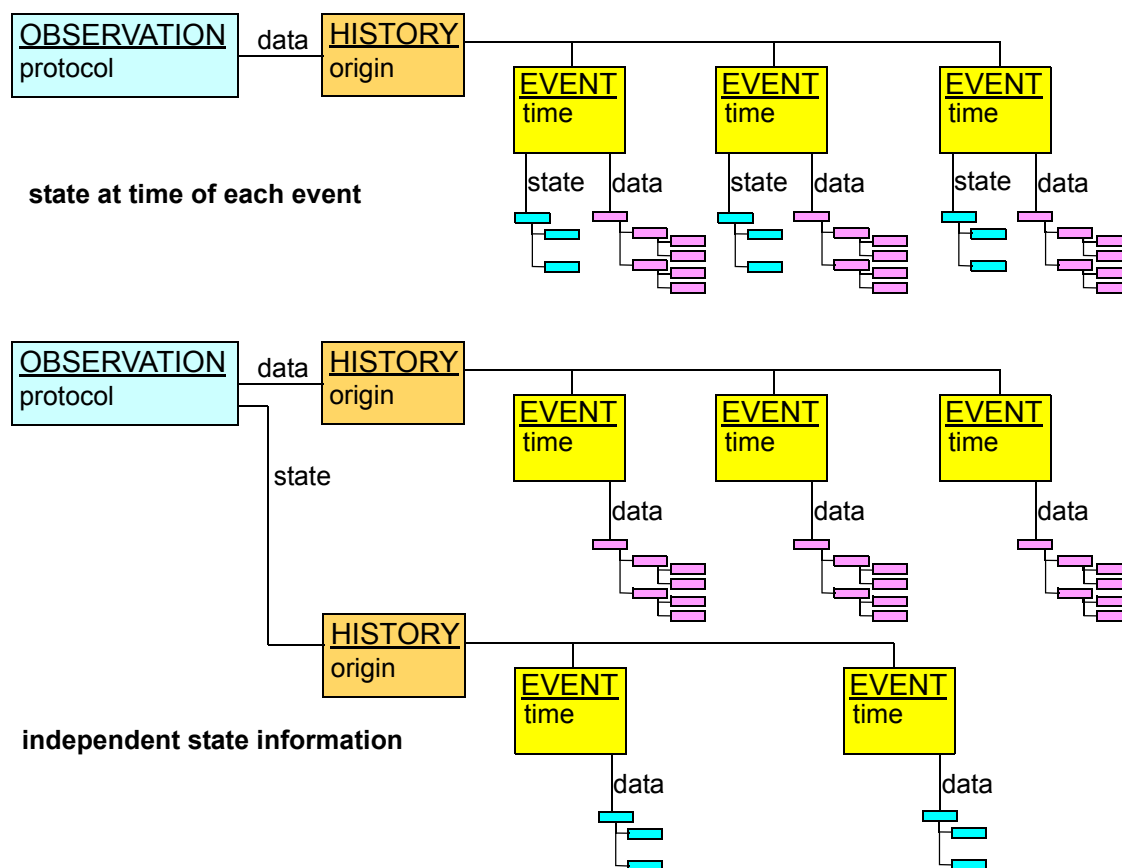 OBSERVATION
protocol
data
HISTORY
origin
EVENT
time
EVENT
time
EVENT
time
state
data
state
data
state
data
state at time of each event
OBSERVATION
protocol
data
HISTORY
origin
EVENT
time
EVENT
time
EVENT
time
state
data
data
data
HISTORY
origin
EVENT
time
EVENT
time
independent state information
data
data